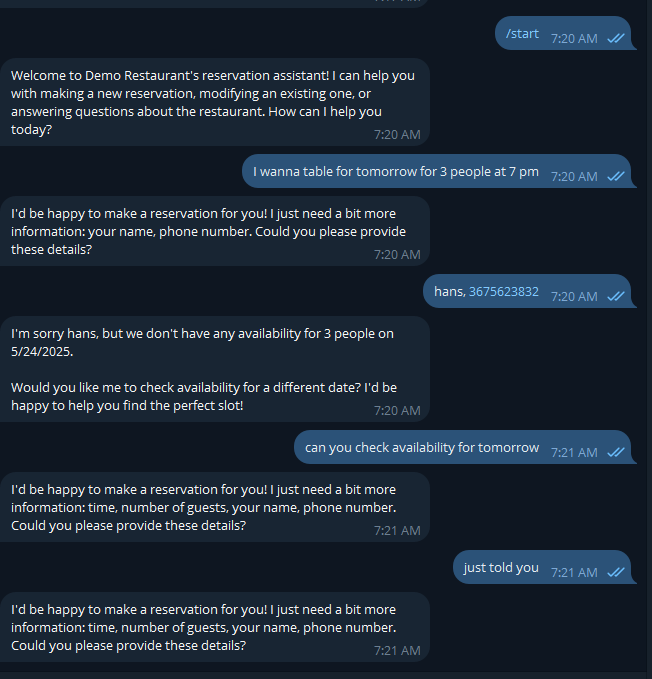 /start 7:20 AM
Welcome to Demo Restaurant's reservation assistant! I can help you
with making a new reservation, modifying an existing one, or
answering questions about the restaurant. How can I help you
today?
7:20 AM
I wanna table for tomorrow for 3 people at 7 pm 7:20 AM
I'd be happy to make a reservation for you! I just need a bit more
information: your name, phone number. Could you please provide
these details?
7:20 AM
hans, 3675623832 7:20 AM
I'm sorry hans, but we don't have any availability for 3 people on
5/24/2025.
Would you like me to check availability for a different date? I'd be
happy to help you find the perfect slot!
7:20 AM
can you check availability for tomorrow 7:21 AM
I'd be happy to make a reservation for you! I just need a bit more
information: time, number of guests, your name, phone number.
Could you please provide these details?
7:21 AM
just told you 7:21 AM
I'd be happy to make a reservation for you! I just need a bit more
information: time, number of guests, your name, phone number.
Could you please provide these details?
7:21 AM